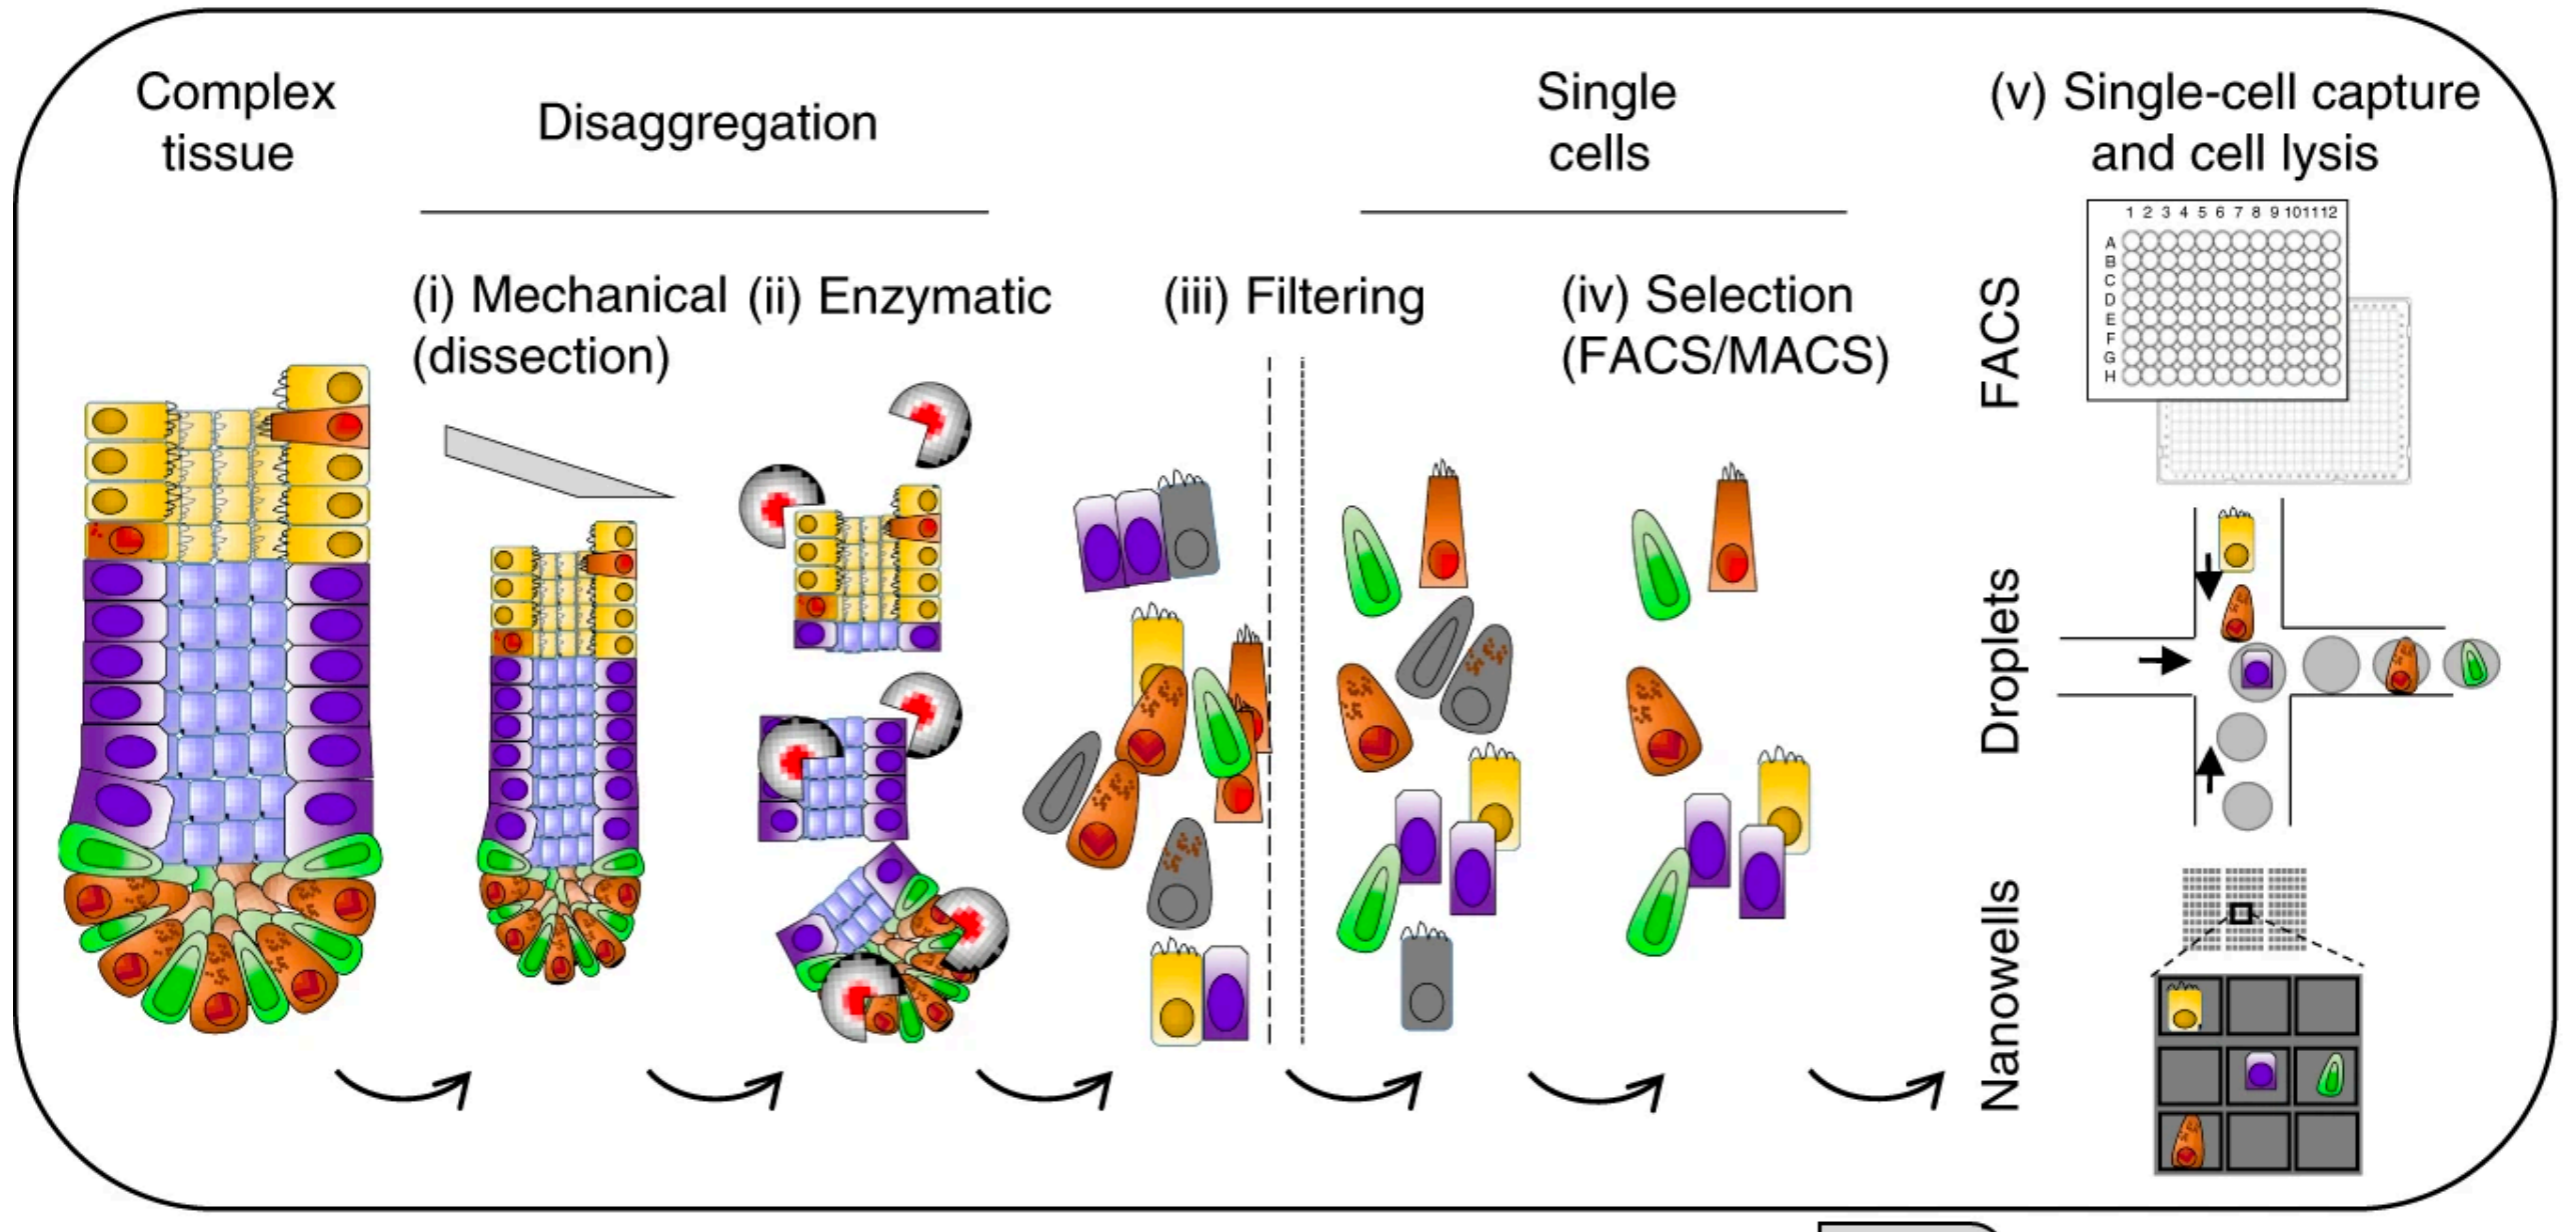 Complex
tissue
Disaggregation
Single
cells
(v) Single-cell capture
and cell lysis
(i) Mechanical
(dissection)
(ii) Enzymatic
(iii) Filtering
(iv) Selection
(FACS/MACS)
FACS
1 2 3 4 5 6 7 8 9 10 11 12
A
B
C
D
E
F
G
H
Droplets
Nanowells